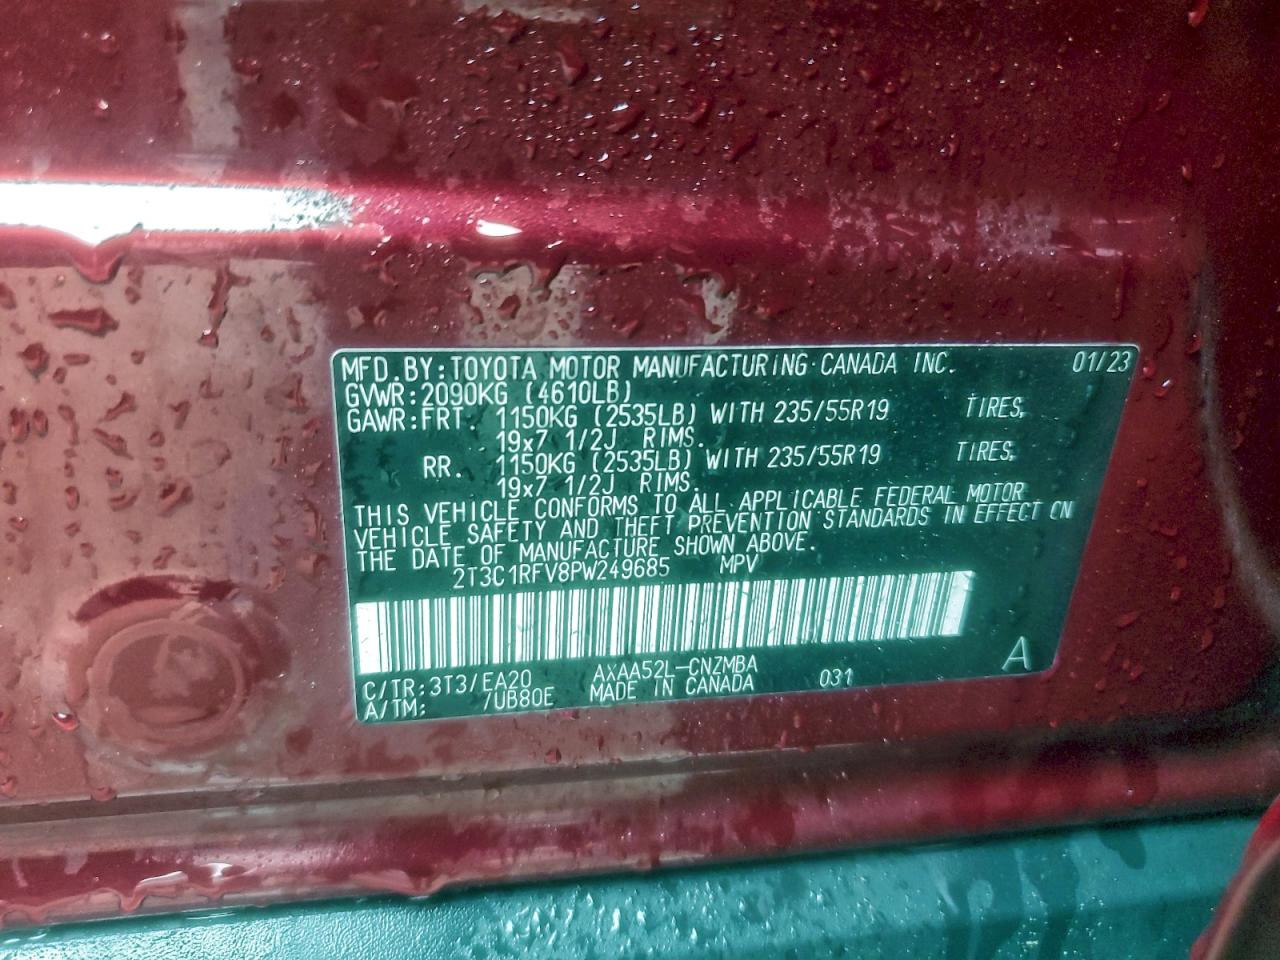 MFD.BY:TOYOTA MOTOR MANUFACTURING CANADA INC. 01/23
GVWR:2090KG (4610LB)
GAWR:FRT. 1150KG (2535LB) WITH 235/55R19 TIRES,
19x7 1/2J RIMS.
RR. 1150KG (2535LB) WITH 235/55R19 TIRES,
19x7 1/2J RIMS.
THIS VEHICLE CONFORMS TO ALL APPLICABLE FEDERAL MOTOR
VEHICLE SAFETY AND THEFT PREVENTION STANDARDS IN EFFECT ON
THE DATE OF MANUFACTURE SHOWN ABOVE.
2T3C1RFV8PW249685 MPV
C/TR:3T3/EA20 AXAA52L-CNZMBA 031 A
A/TM: /UB80E MADE IN CANADA